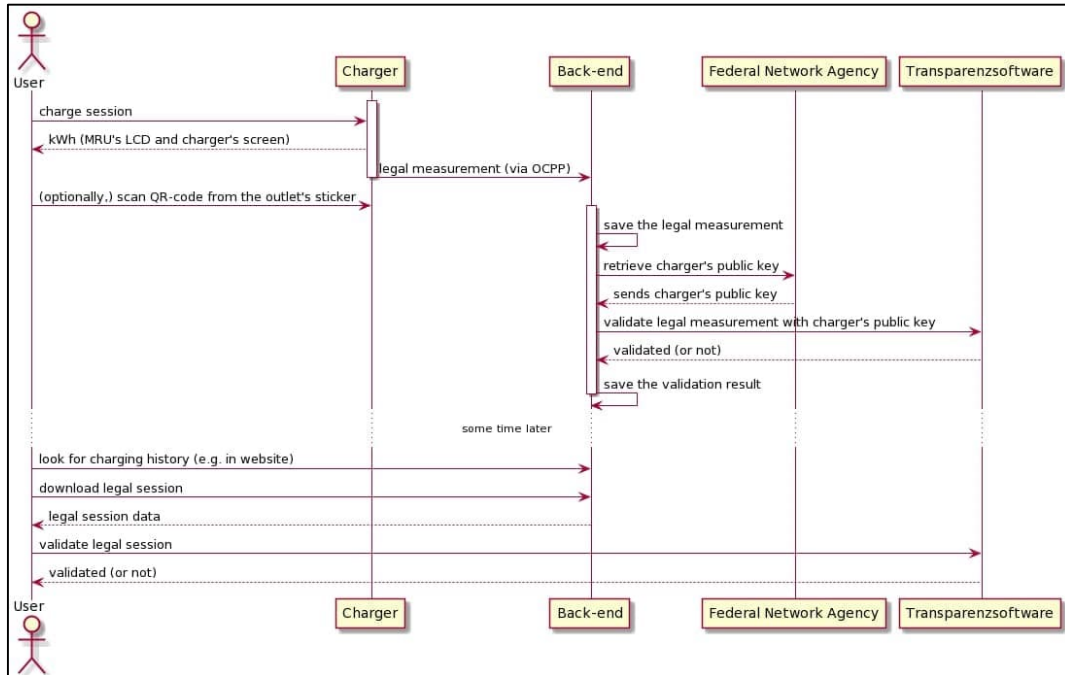 User
Charger
Back-end
Federal Network Agency
Transparenzsoftware
charge session
kWh (MRU's LCD and charger's screen)
legal measurement (via OCPP)
(optionally,) scan QR-code from the outlet's sticker
save the legal measurement
retrieve charger's public key
sends charger's public key
validate legal measurement with charger's public key
validated (or not)
save the validation result
some time later
look for charging history (e.g. in website)
download legal session
legal session data
validate legal session
validated (or not)
User
Charger
Back-end
Federal Network Agency
Transparenzsoftware